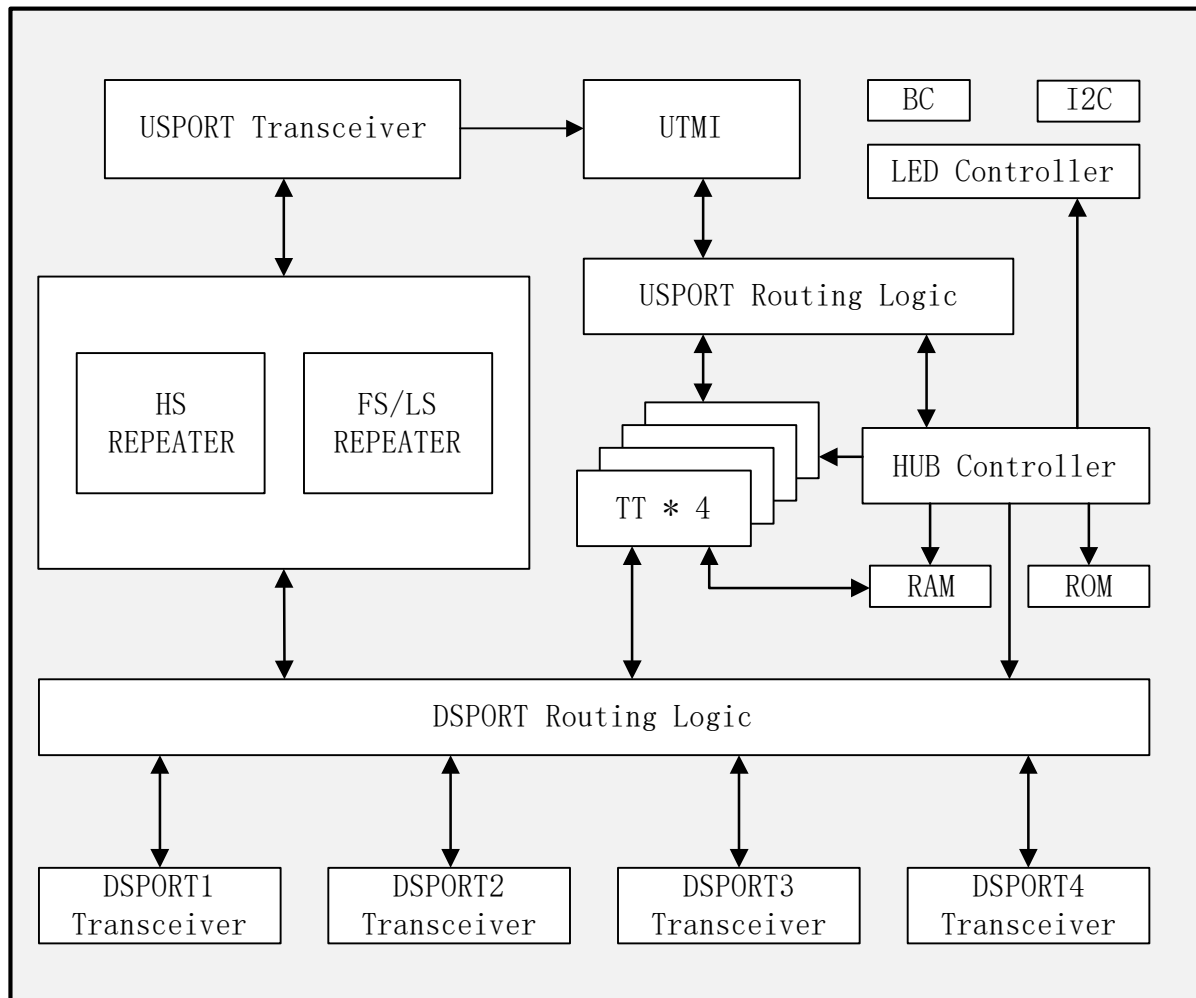 USPORT Transceiver
UTMI
BC
I2C
LED Controller
USPORT Routing Logic
HS
REPEATER
FS/LS
REPEATER
HUB Controller
TT * 4
RAM
ROM
DSPORT Routing Logic
DSPORT1
Transceiver
DSPORT2
Transceiver
DSPORT3
Transceiver
DSPORT4
Transceiver